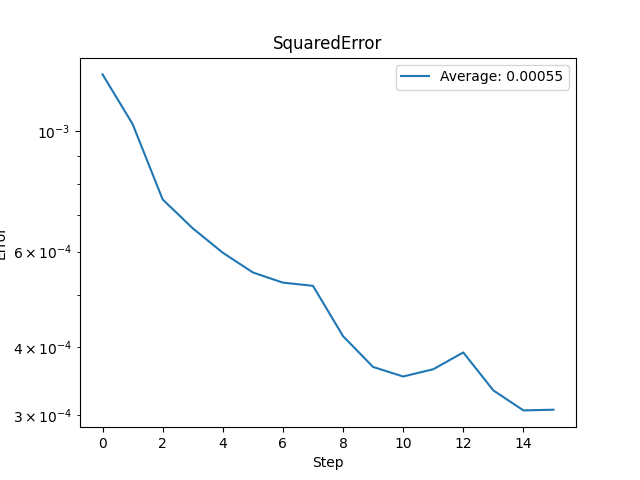 SquaredError
Average: 0.00055
10⁻³
6 × 10⁻⁴
4 × 10⁻⁴
3 × 10⁻⁴
Error
0 2 4 6 8 10 12 14
Step